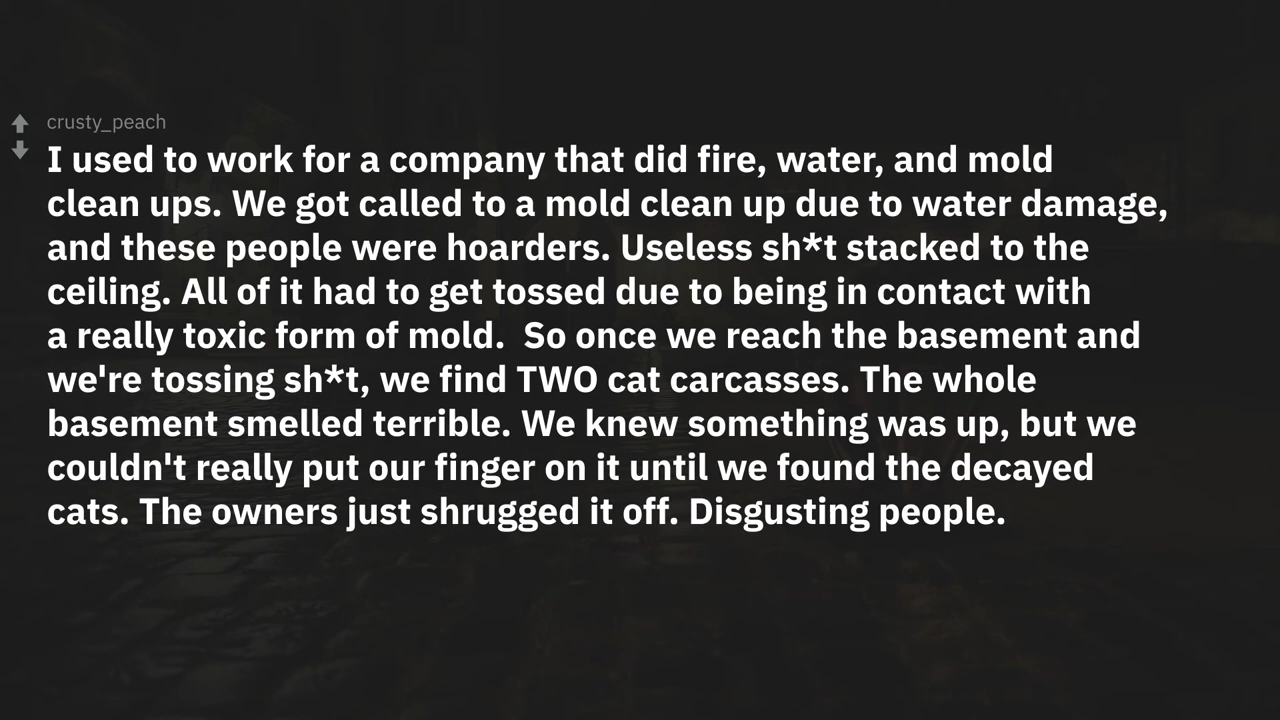 crusty_peach
I used to work for a company that did fire, water, and mold
clean ups. We got called to a mold clean up due to water damage,
and these people were hoarders. Useless sh*t stacked to the
ceiling. All of it had to get tossed due to being in contact with
a really toxic form of mold.  So once we reach the basement and
we're tossing sh*t, we find TWO cat carcasses. The whole
basement smelled terrible. We knew something was up, but we
couldn't really put our finger on it until we found the decayed
cats. The owners just shrugged it off. Disgusting people.